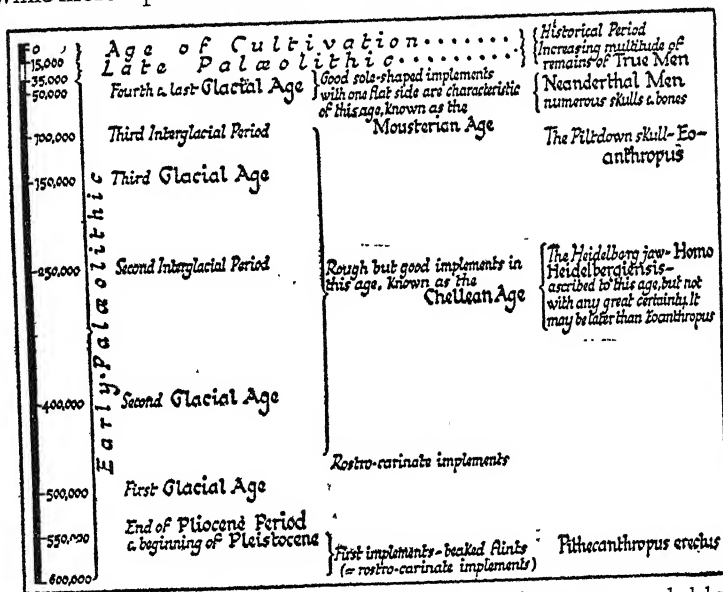 Age of Cultivation
Late Palæolithic
{Historical Period
Increasing multitude of
remains of True Men
15,000
35,000
50,000
Fourth & last Glacial Age
Good sole-shaped implements
with one flat side are characteristic
of this age, known as the
Mousterian Age
Neanderthal Men
numerous skulls & bones
100,000
Third Interglacial Period
The Piltdown skull-Eo-
anthropus
150,000
Third Glacial Age
Early Palæolithic
250,000
Second Interglacial Period
Rough but good implements in
this age, known as the
Chellean Age
The Heidelberg jaw-Homo
Heidelbergiensis-
ascribed to this age, but not
with any great certainty. It
may be later than Eoanthropus
400,000
Second Glacial Age
Rostro-carinate implements
500,000
First Glacial Age
End of Pliocene Period
& beginning of Pleistocene
550,000
First implements-beaked flints
(= rostro-carinate implements)
Pithecanthropus erectus
600,000